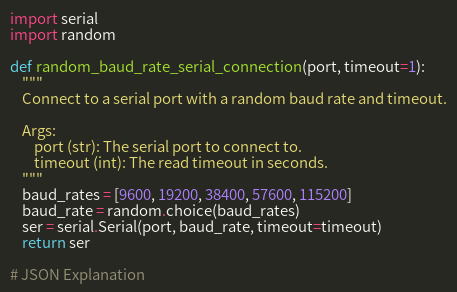 import serial
import random

def random_baud_rate_serial_connection(port, timeout=1):
    """
    Connect to a serial port with a random baud rate and timeout.

    Args:
        port (str): The serial port to connect to.
        timeout (int): The read timeout in seconds.
    """
    baud_rates = [9600, 19200, 38400, 57600, 115200]
    baud_rate = random.choice(baud_rates)
    ser = serial.Serial(port, baud_rate, timeout=timeout)
    return ser

# JSON Explanation